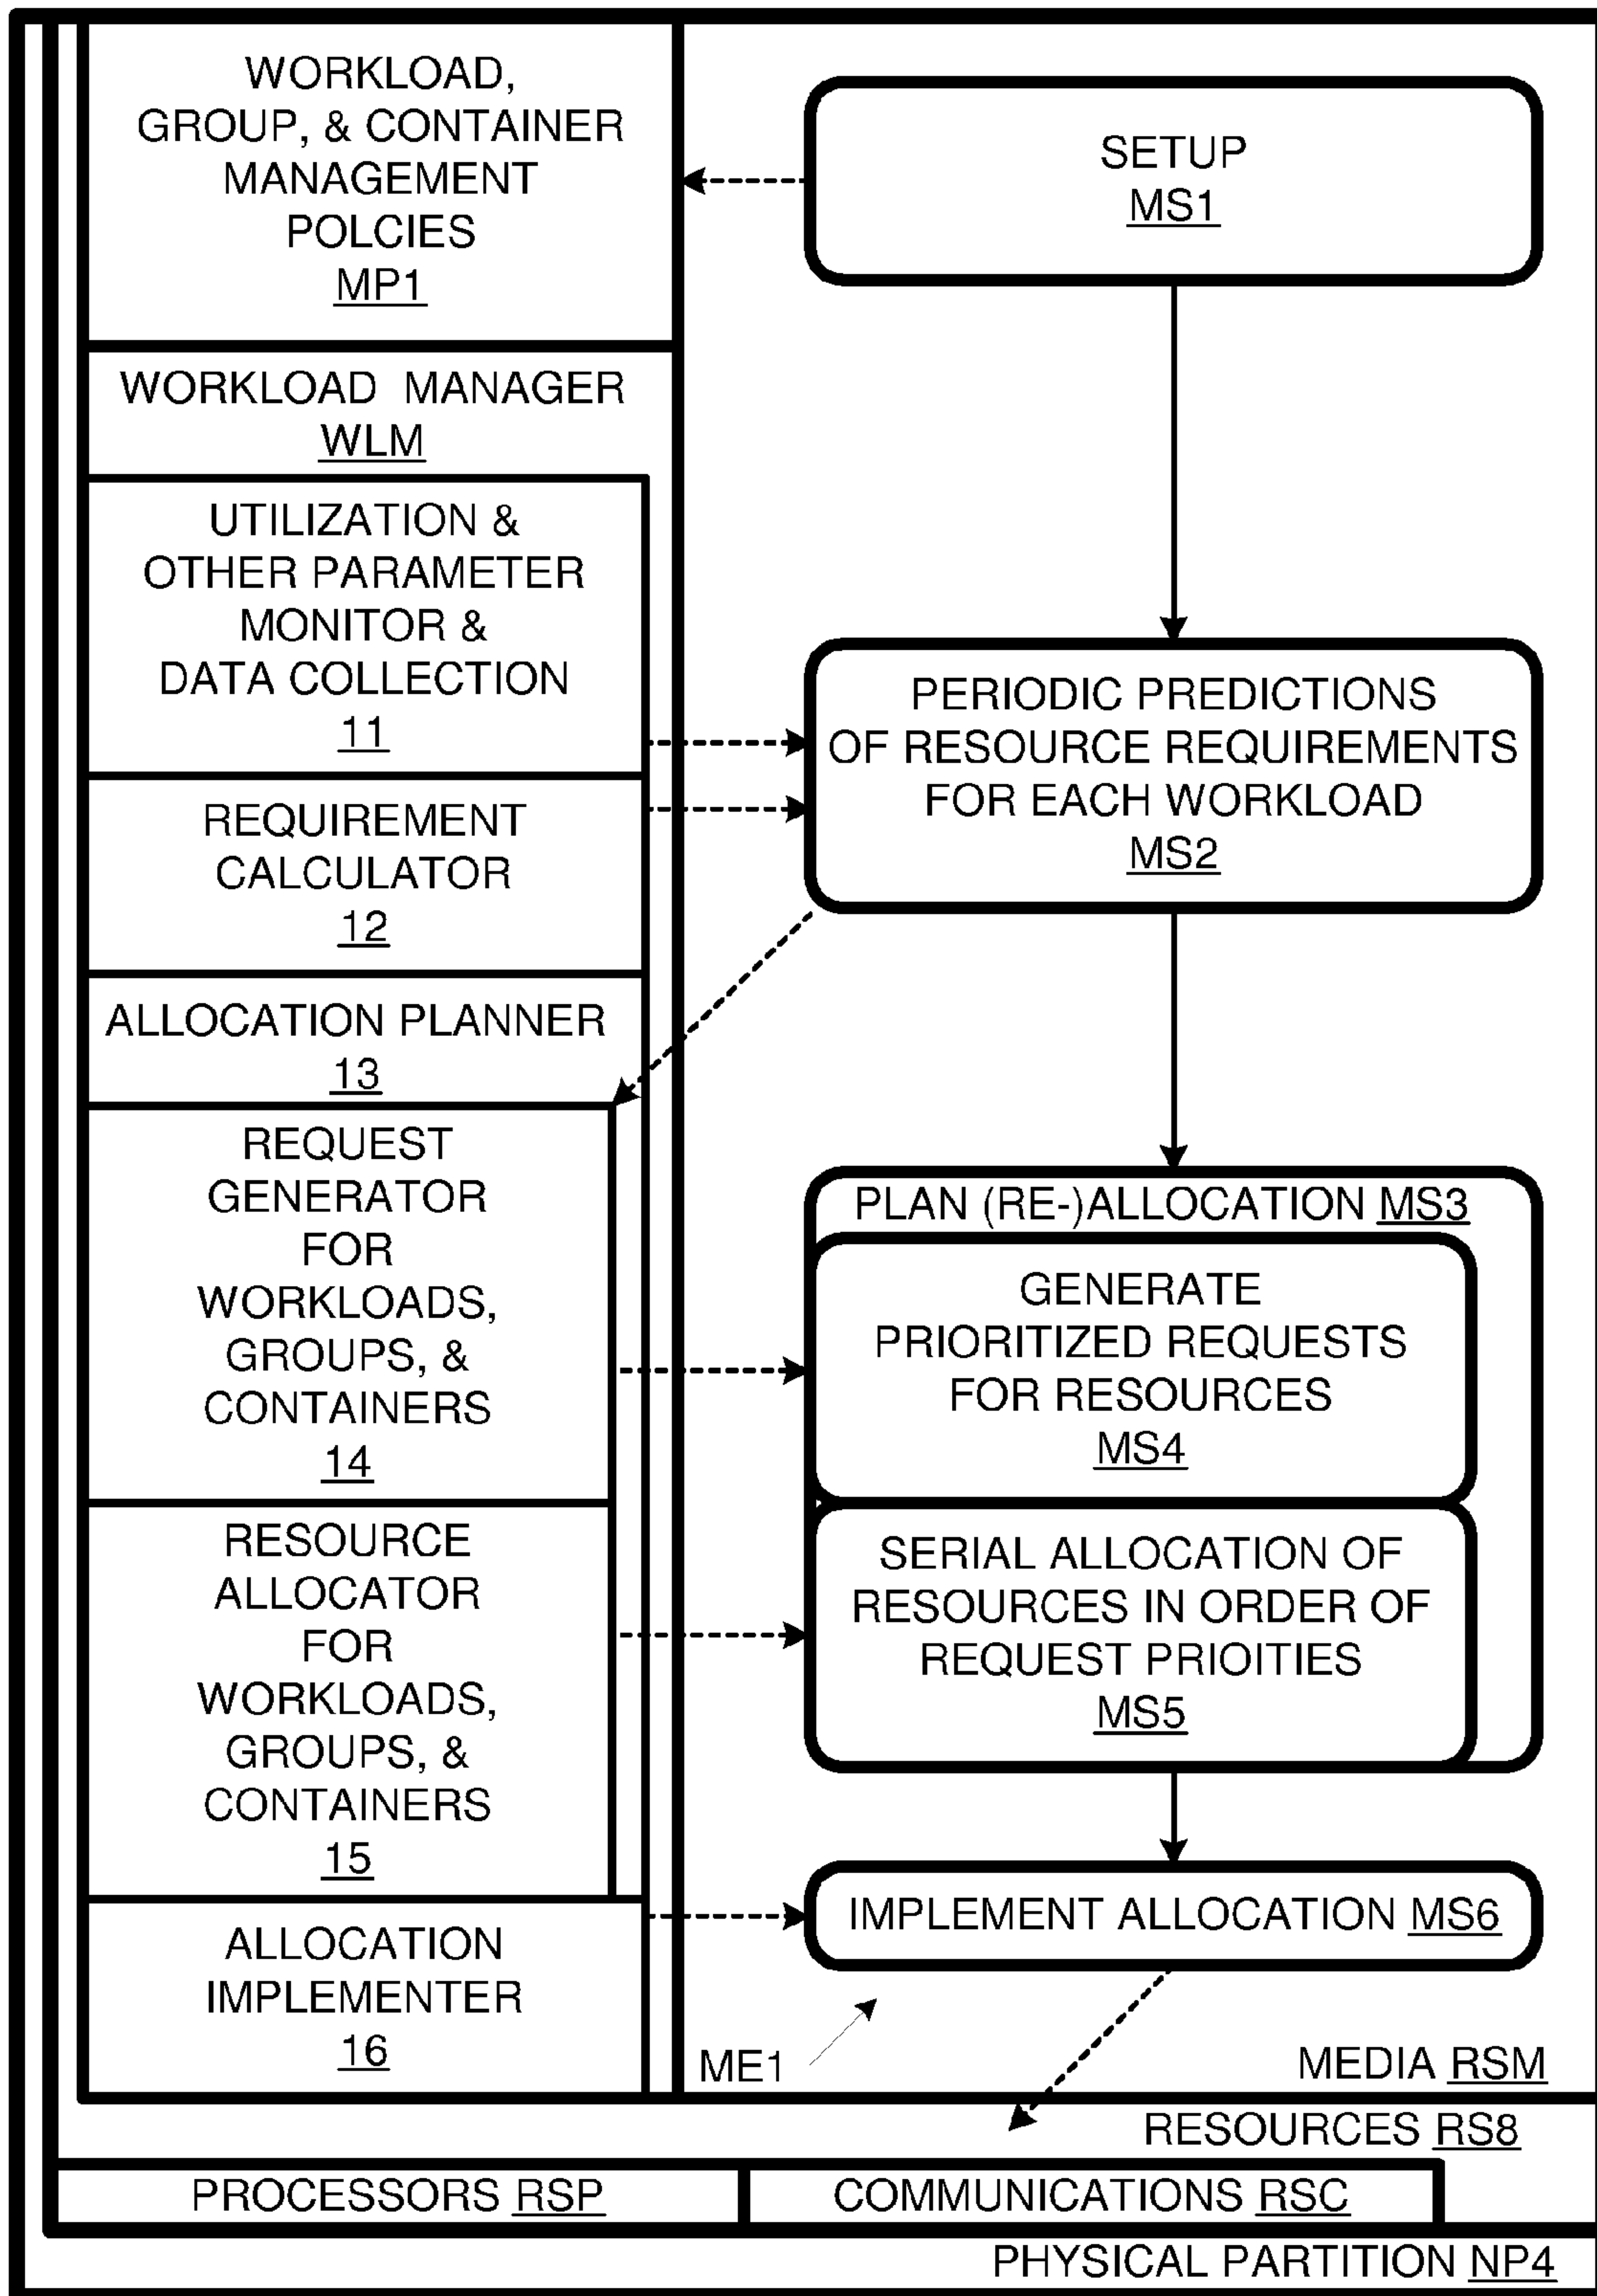 WORKLOAD,
GROUP, & CONTAINER
MANAGEMENT
POLCIES
MP1
WORKLOAD MANAGER
WLM
UTILIZATION &
OTHER PARAMETER
MONITOR &
DATA COLLECTION
11
REQUIREMENT
CALCULATOR
12
ALLOCATION PLANNER
13
REQUEST
GENERATOR
FOR
WORKLOADS,
GROUPS, &
CONTAINERS
14
RESOURCE
ALLOCATOR
FOR
WORKLOADS,
GROUPS, &
CONTAINERS
15
ALLOCATION
IMPLEMENTER
16
SETUP
MS1
PERIODIC PREDICTIONS
OF RESOURCE REQUIREMENTS
FOR EACH WORKLOAD
MS2
PLAN (RE-)ALLOCATION MS3
GENERATE
PRIORITIZED REQUESTS
FOR RESOURCES
MS4
SERIAL ALLOCATION OF
RESOURCES IN ORDER OF
REQUEST PRIOITIES
MS5
IMPLEMENT ALLOCATION MS6
ME1
MEDIA RSM
RESOURCES RS8
PROCESSORS RSP
COMMUNICATIONS RSC
PHYSICAL PARTITION NP4